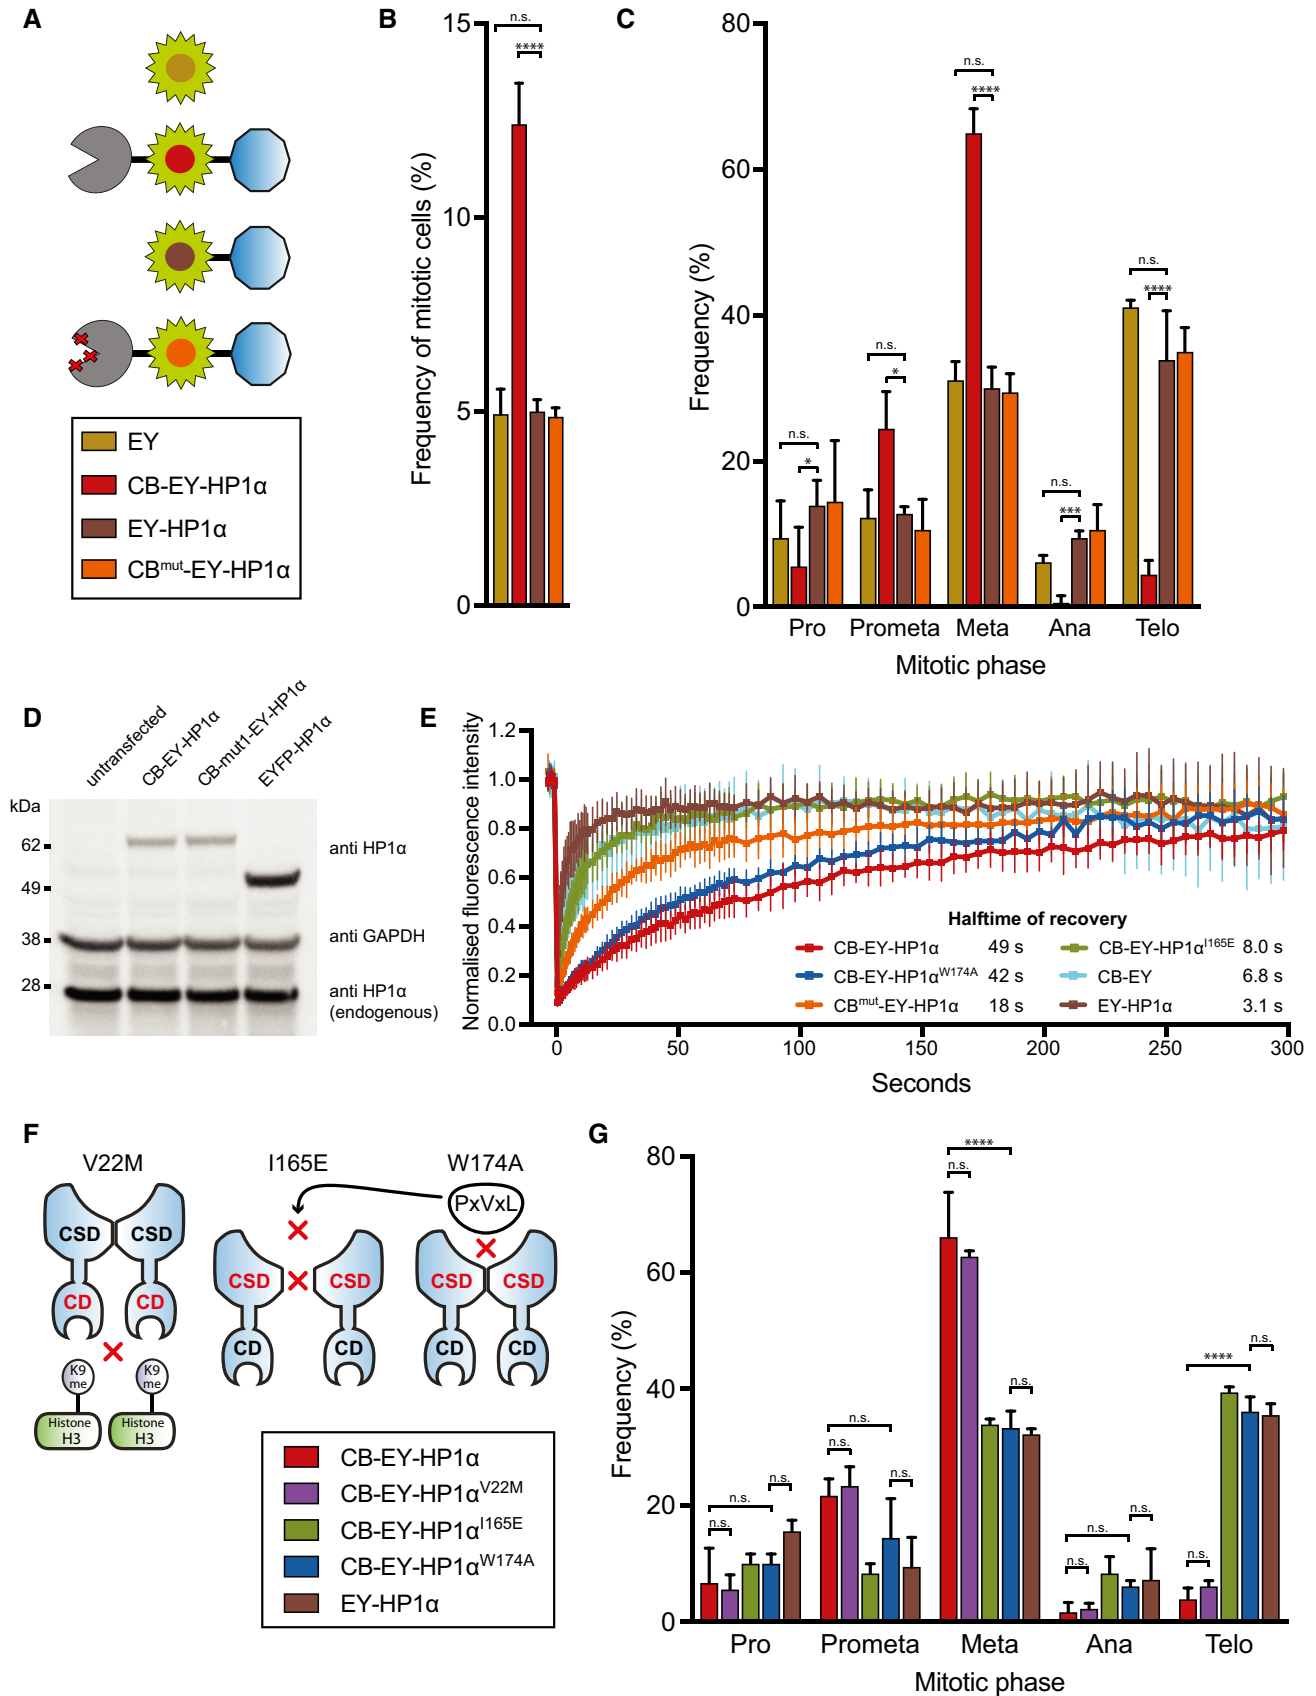 A
EY
CB-EY-HP1α
EY-HP1α
CBmut-EY-HP1α
B
Frequency of mitotic cells (%)
15
10
5
0
n.s.
****
C
Frequency (%)
80
60
40
20
0
n.s.
*
n.s.
*
n.s.
****
n.s.
***
n.s.
****
Pro Prometa Meta Ana Telo
Mitotic phase
D
untransfected
CB-EY-HP1α
CB-mut1-EY-HP1α
EYFP-HP1α
kDa
62
49
38
28
anti HP1α
anti GAPDH
anti HP1α
(endogenous)
E
Normalised fluorescence intensity
1.2
1.0
0.8
0.6
0.4
0.2
0.0
0 50 100 150 200 250 300
Seconds
Halftime of recovery
CB-EY-HP1α 49 s
CB-EY-HP1αW174A 42 s
CBmut-EY-HP1α 18 s
CB-EY-HP1αI165E 8.0 s
CB-EY 6.8 s
EY-HP1α 3.1 s
F
V22M I165E W174A
PxVxL
CSD CSD CSD CSD CSD CSD
CD CD CD CD CD CD
K9 me K9 me
Histone H3 Histone H3
CB-EY-HP1α
CB-EY-HP1αV22M
CB-EY-HP1αI165E
CB-EY-HP1αW174A
EY-HP1α
G
Frequency (%)
80
60
40
20
0
n.s.
n.s.
n.s.
n.s.
n.s.
n.s.
****
n.s.
n.s.
n.s.
n.s.
n.s.
****
n.s.
n.s.
Pro Prometa Meta Ana Telo
Mitotic phase